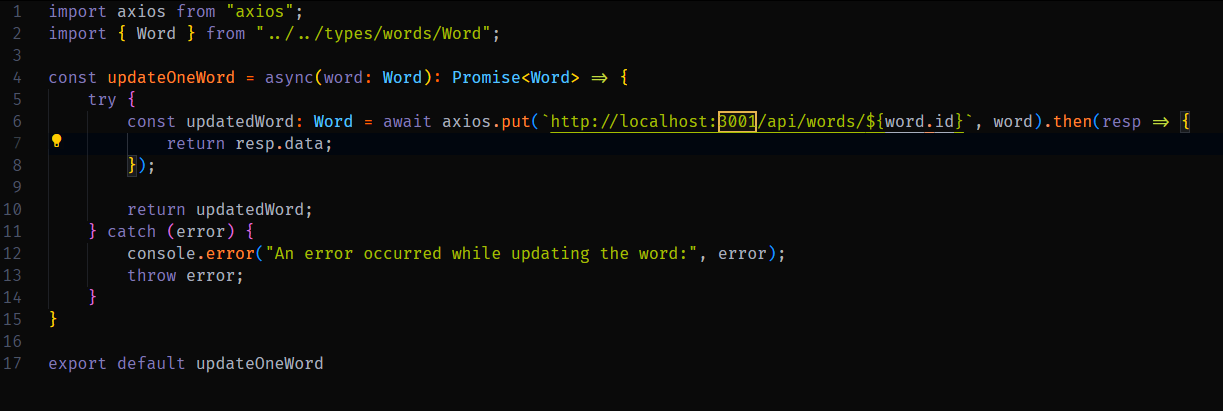 1 import axios from "axios";
2 import { Word } from "../../types/words/Word";
3
4 const updateOneWord = async(word: Word): Promise<Word> => {
5     try {
6         const updatedWord: Word = await axios.put(`http://localhost:3001/api/words/${word.id}`, word).then(resp => {
7             return resp.data;
8         });
9
10         return updatedWord;
11     } catch (error) {
12         console.error("An error occurred while updating the word:", error);
13         throw error;
14     }
15 }
16
17 export default updateOneWord